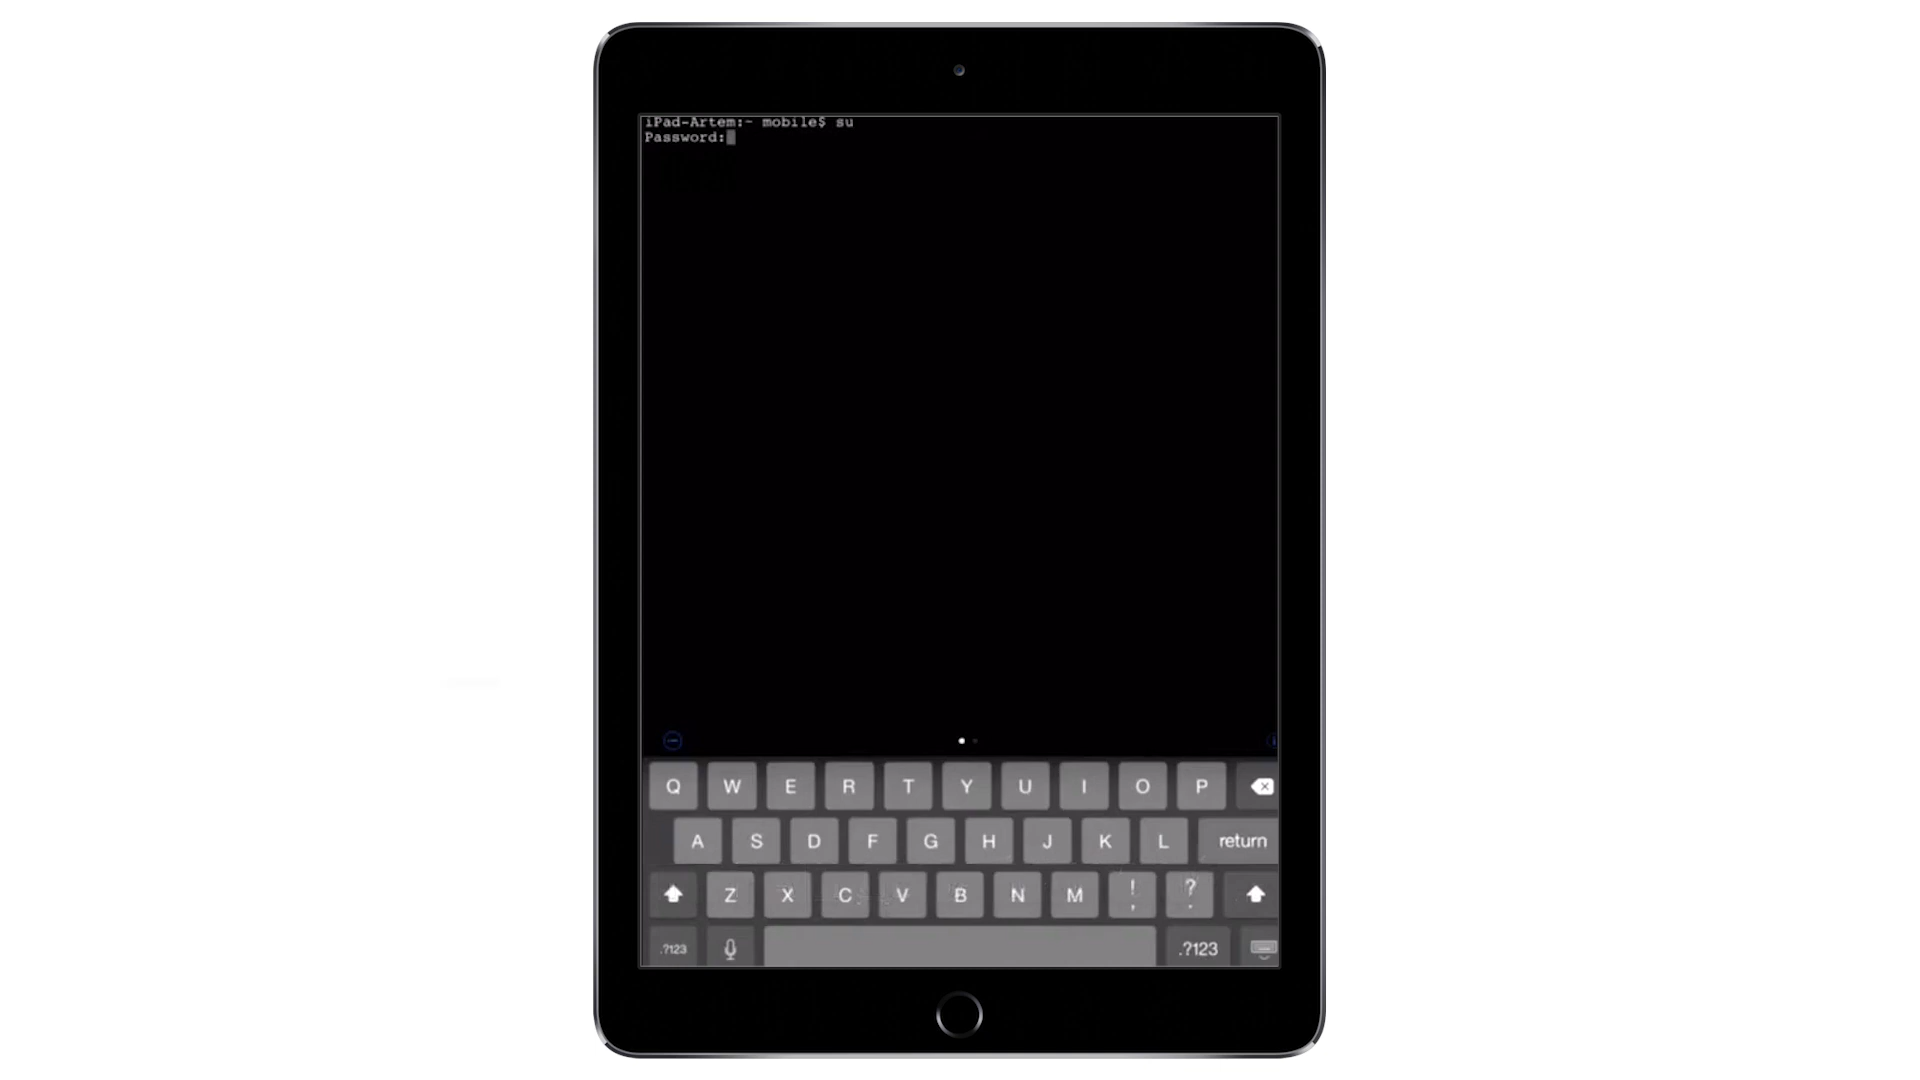 iPad-Artem:~ mobile$ su
Password:
Q W E R T Y U I O P
A S D F G H J K L return
Z X C V B N M ! ?
, .
.?123 .?123